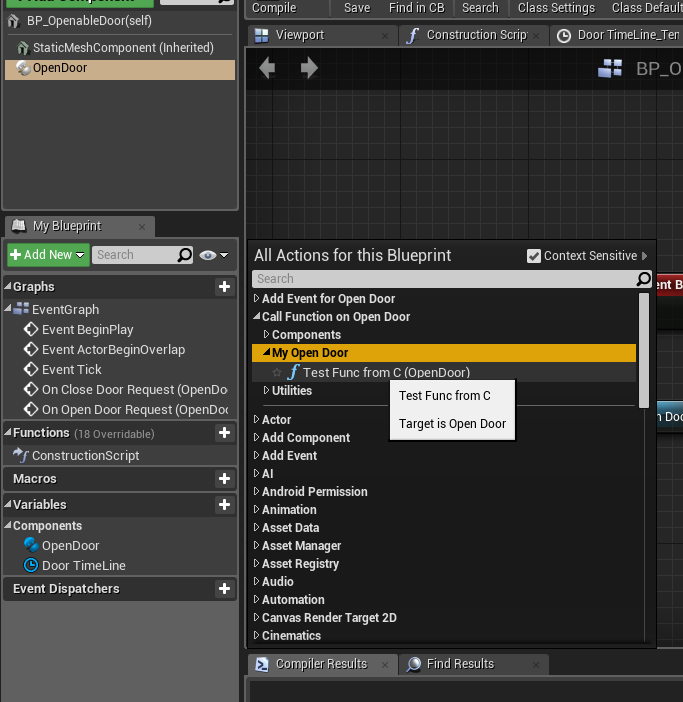 BP_OpenableDoor(self)
StaticMeshComponent (Inherited)
OpenDoor
My Blueprint
Add New
Search
Graphs
EventGraph
Event BeginPlay
Event ActorBeginOverlap
Event Tick
On Close Door Request (OpenDo
On Open Door Request (OpenDoc
Functions (18 Overridable)
ConstructionScript
Macros
Variables
Components
OpenDoor
Door TimeLine
Event Dispatchers
Compile Save Find in CB Search Class Settings Class Default
Viewport Construction Scrip Door TimeLine_Ten
BP_O
All Actions for this Blueprint Context Sensitive
Search
Add Event for Open Door
Call Function on Open Door
Components
My Open Door
Test Func from C (OpenDoor)
Utilities
Test Func from C
Target is Open Door
Actor
Add Component
Add Event
AI
Android Permission
Animation
Asset Data
Asset Manager
Asset Registry
Audio
Automation
Canvas Render Target 2D
Cinematics
ent B
n Doo
Compiler Results Find Results